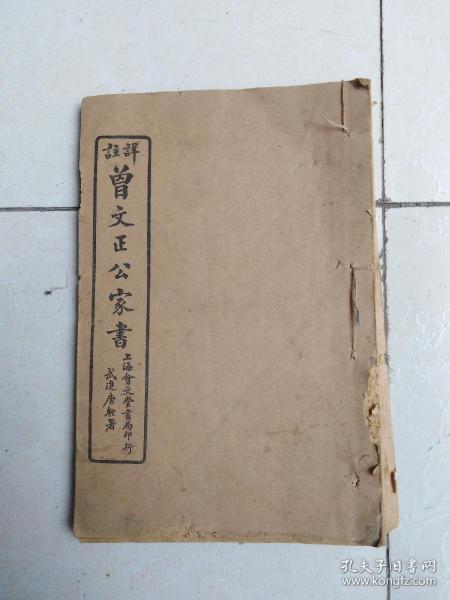 詳註
曾文正公家書
上海會文堂書局印行
武進唐駝署
孔夫子旧书网
www.kongfz.com